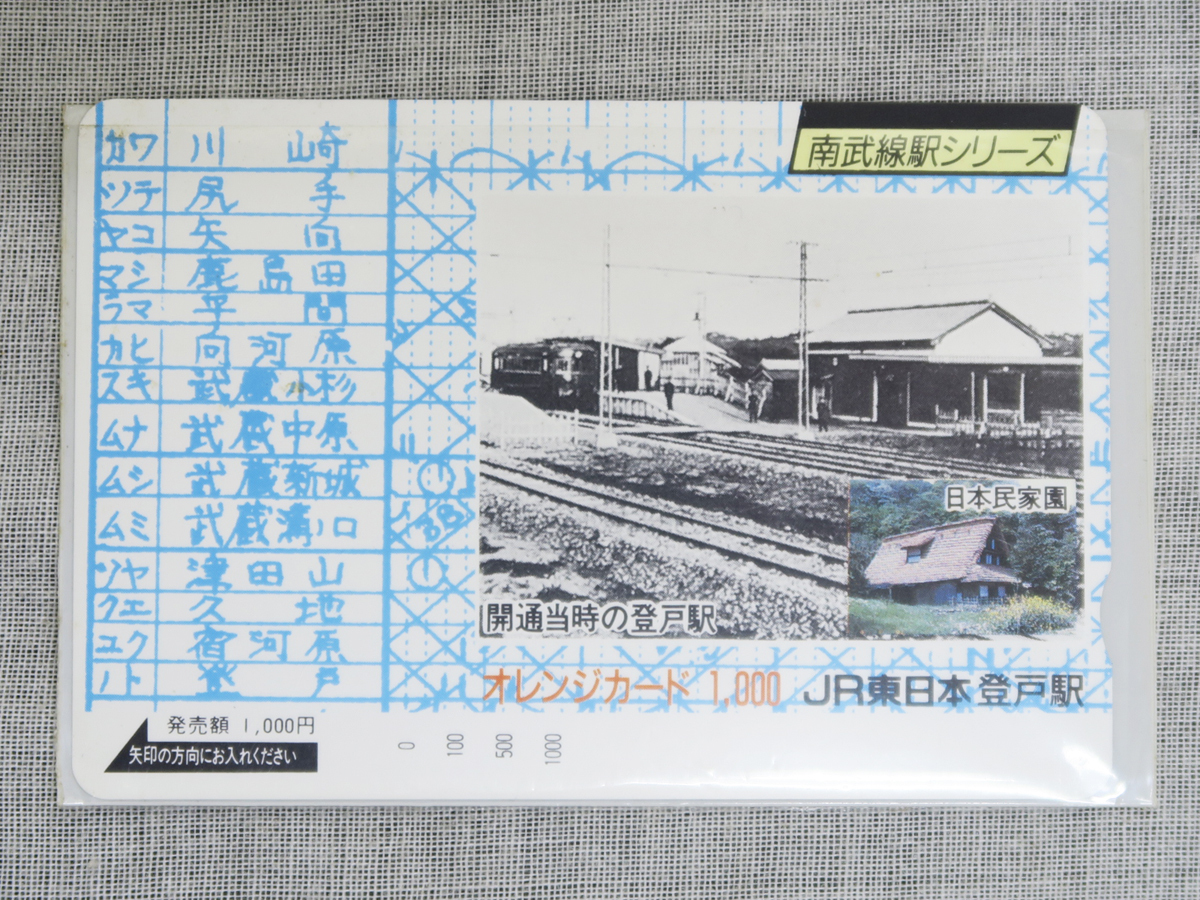 南武線駅シリーズ
カワ 川崎
ツテ 尻手
ヤコ 矢向
マシ 鹿島田
ラマ 平間
カヒ 向河原
スキ 武蔵小杉
ムナ 武蔵中原
ムシ 武蔵新城
ムミ 武蔵溝ノ口
ツヤ 津田山
クエ 久地
ユク 宿河原
ノト 登戸
日本民家園
開通当時の登戸駅
オレンジカード 1,000 JR東日本 登戸駅
発売額 1,000円
矢印の方向にお入れください
0 100 500 1000